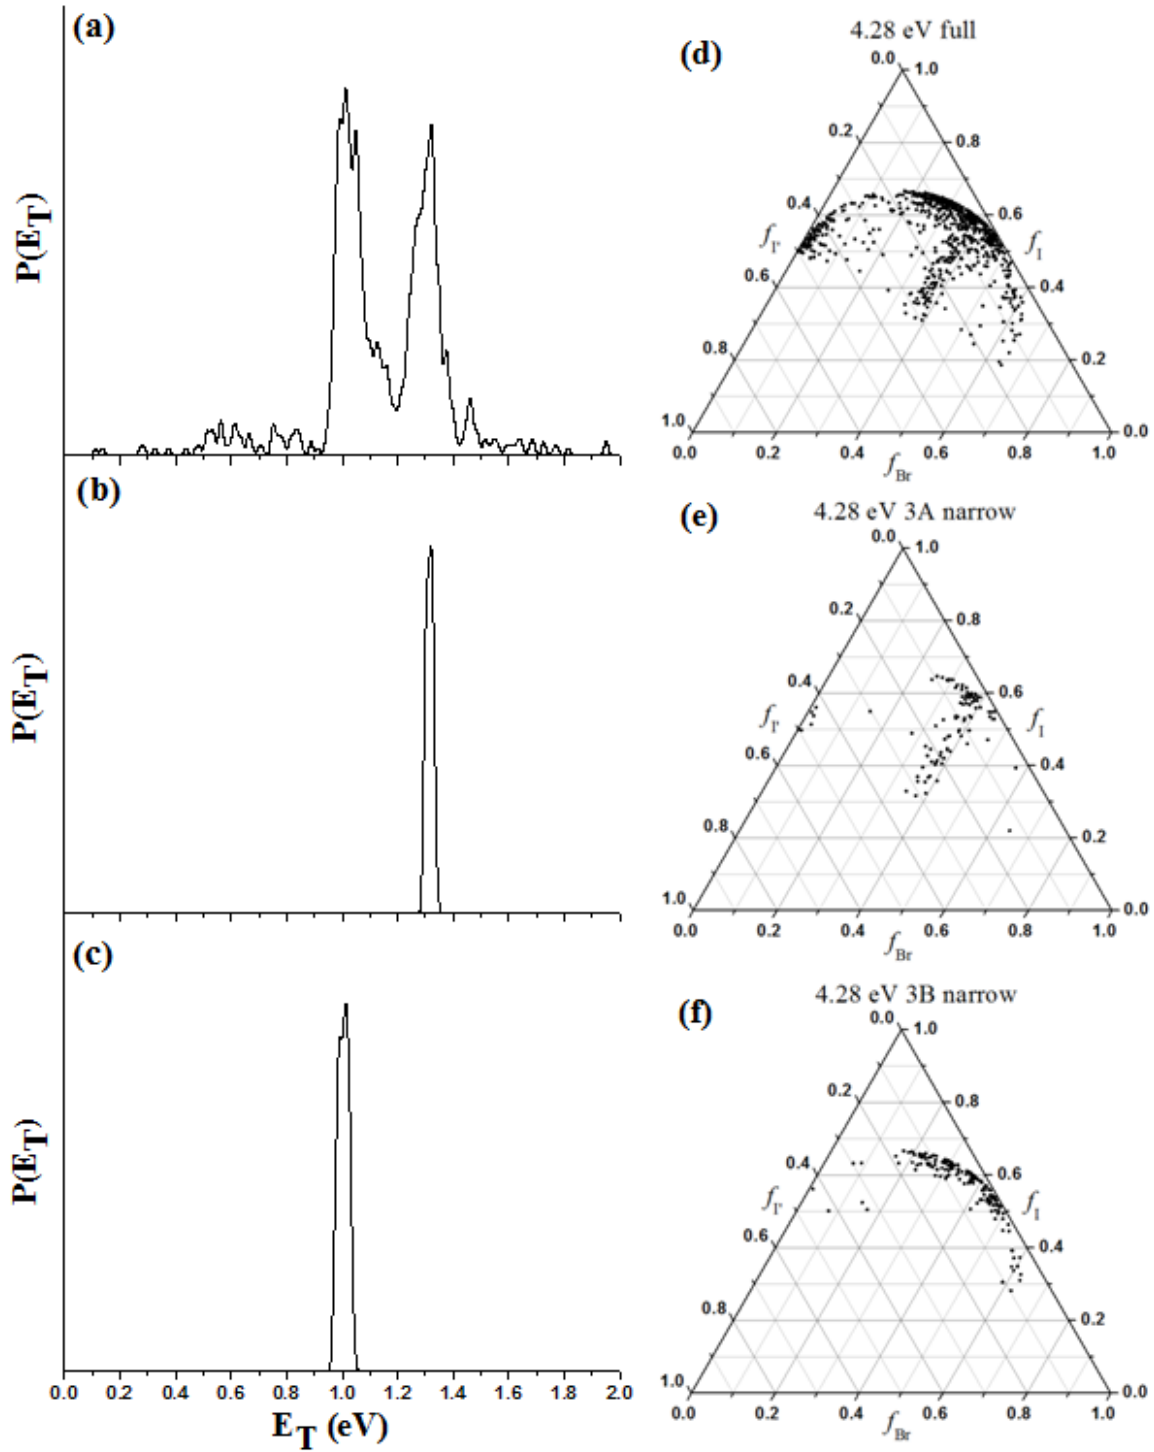 (a)
P(E_T)
(b)
P(E_T)
(c)
P(E_T)
0.0 0.2 0.4 0.6 0.8 1.0 1.2 1.4 1.6 1.8 2.0
E_T (eV)
(d)
4.28 eV full
0.0 1.0
0.2 0.8
0.4 0.6
f_I' f_I
0.6 0.4
0.8 0.2
1.0 0.0
0.0 0.2 0.4 0.6 0.8 1.0
f_Br
(e)
4.28 eV 3A narrow
0.0 1.0
0.2 0.8
0.4 0.6
f_I' f_I
0.6 0.4
0.8 0.2
1.0 0.0
0.0 0.2 0.4 0.6 0.8 1.0
f_Br
(f)
4.28 eV 3B narrow
0.0 1.0
0.2 0.8
0.4 0.6
f_I' f_I
0.6 0.4
0.8 0.2
1.0 0.0
0.0 0.2 0.4 0.6 0.8 1.0
f_Br